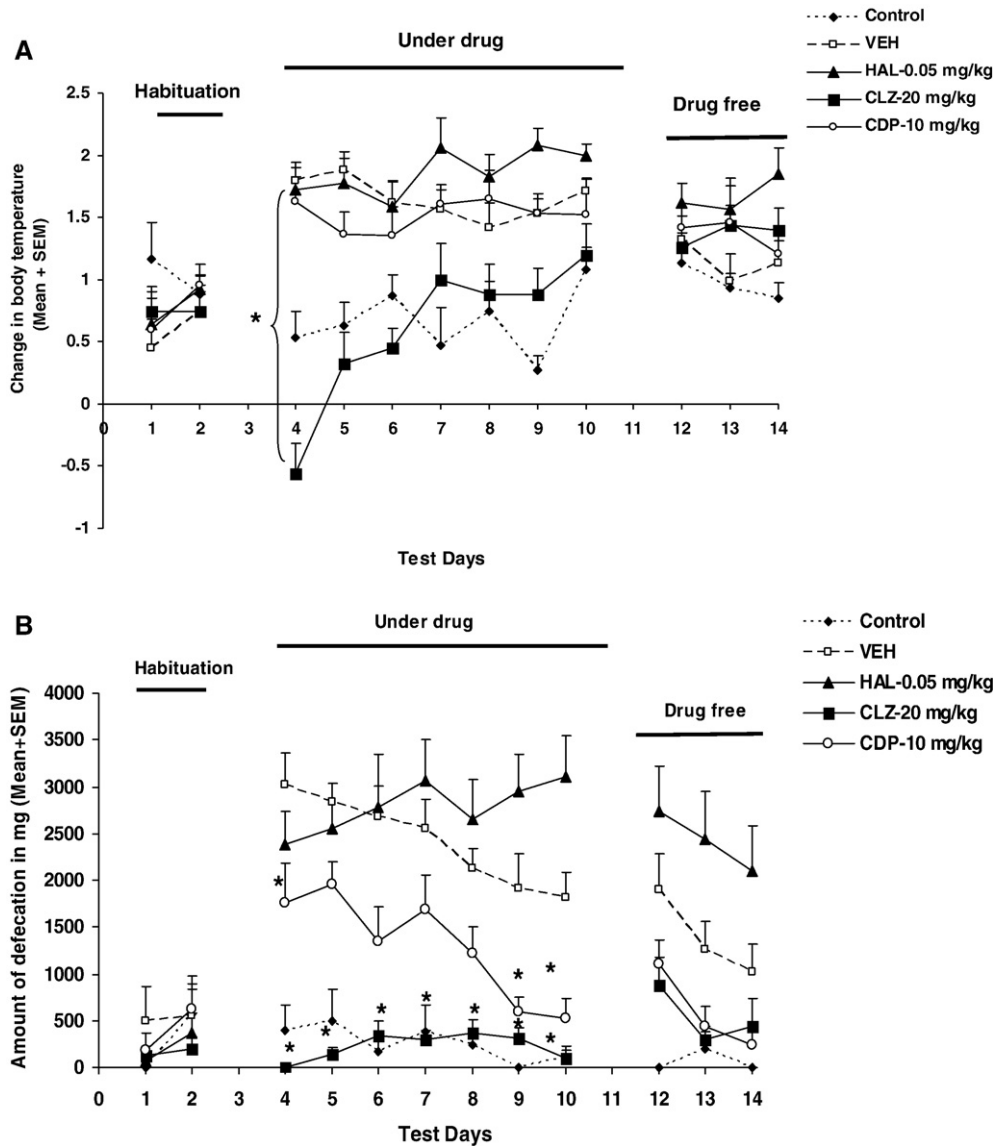 A
Under drug
Habituation
Drug free
Control
VEH
HAL-0.05 mg/kg
CLZ-20 mg/kg
CDP-10 mg/kg
Change in body temperature
(Mean + SEM)
2.5
2
1.5
1
0.5
0
-0.5
-1
*
0 1 2 3 4 5 6 7 8 9 10 11 12 13 14
Test Days
B
Under drug
Habituation
Drug free
Control
VEH
HAL-0.05 mg/kg
CLZ-20 mg/kg
CDP-10 mg/kg
Amount of defecation in mg (Mean+SEM)
4000
3500
3000
2500
2000
1500
1000
500
0
* * * * * * * * * *
0 1 2 3 4 5 6 7 8 9 10 12 13 14
Test Days